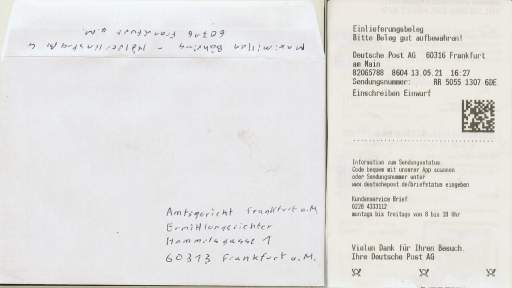 Maximilian Bähring - Hölderlinstraße 4
60316 Frankfurt a.M
Amtsgericht Frankfurt a.M
Ermittlungsrichter
Hammelsgasse 1
60313 Frankfurt a.M.
Einlieferungsbeleg
Bitte Beleg gut aufbewahren!
Deutsche Post AG 60316 Frankfurt
am Main
82065788 8604 13.05.21 16:27
Sendungsnummer: RR 5055 1307 6DE
Einschreiben Einwurf
Information zum Sendungsstatus:
Code bequem mit unserer App scannen
oder Sendungsnummer unter
www.deutschepost.de/briefstatus eingeben
Kundenservice Brief
0228 4333112
montags bis freitags von 8 bis 18 Uhr
Vielen Dank für Ihren Besuch.
Ihre Deutsche Post AG